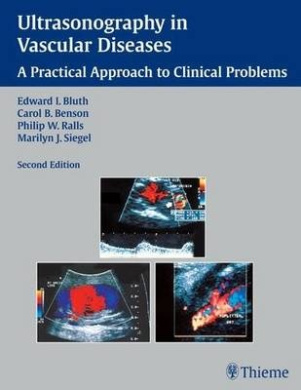 Ultrasonography in
Vascular Diseases
A Practical Approach to Clinical Problems
Edward I. Bluth
Carol B. Benson
Philip W. Ralls
Marilyn J. Siegel
Second Edition
Thieme